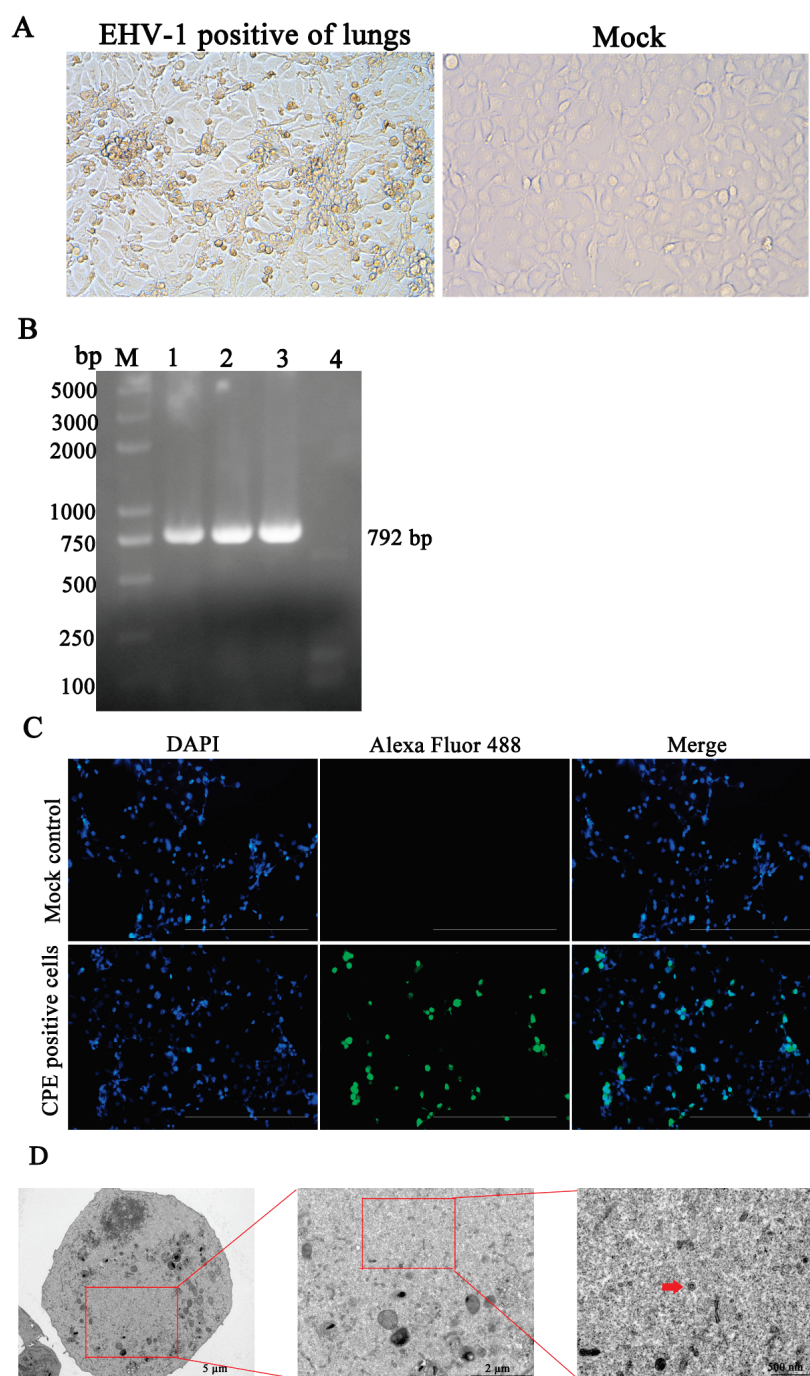 A
EHV-1 positive of lungs
Mock
B
bp M 1 2 3 4
5000
3000
2000
1000
750
500
250
100
792 bp
C
DAPI
Alexa Fluor 488
Merge
Mock control
CPE positive cells
D
5 μm
2 μm
500 nm